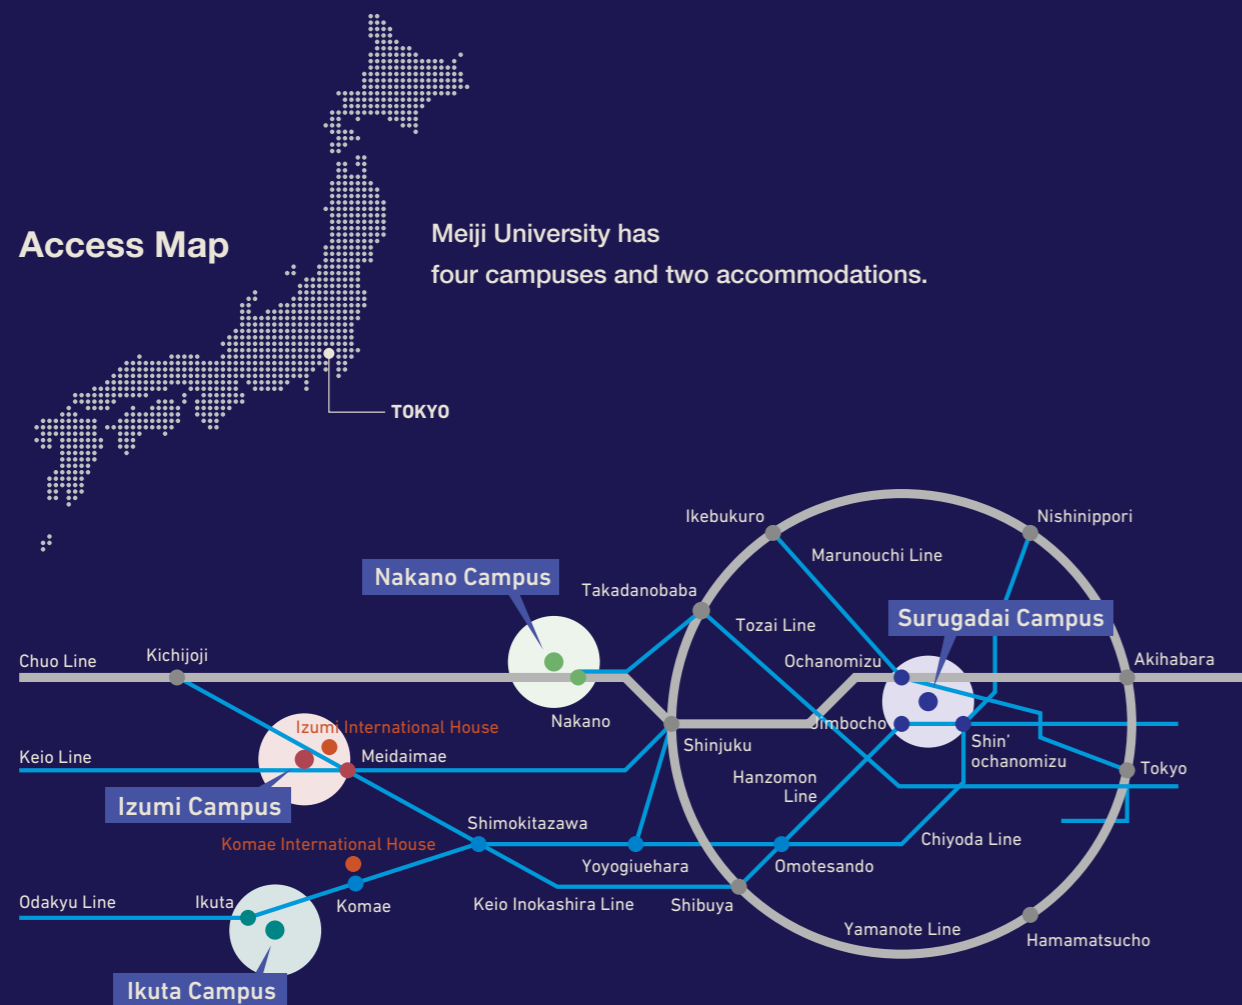 Access Map
Meiji University has
four campuses and two accommodations.
TOKYO
Ikebukuro
Nishinippori
Marunouchi Line
Nakano Campus
Takadanobaba
Surugadai Campus
Tozai Line
Chuo Line
Kichijoji
Ochanomizu
Akihabara
Nakano
Jimbocho
Izumi International House
Shinjuku
Shin'
ochanomizu
Keio Line
Meidaimae
Tokyo
Hanzomon
Line
Izumi Campus
Shimokitazawa
Komae International House
Chiyoda Line
Yoyogiuehara
Omotesando
Odakyu Line
Ikuta
Komae
Keio Inokashira Line
Shibuya
Yamanote Line
Hamamatsucho
Ikuta Campus